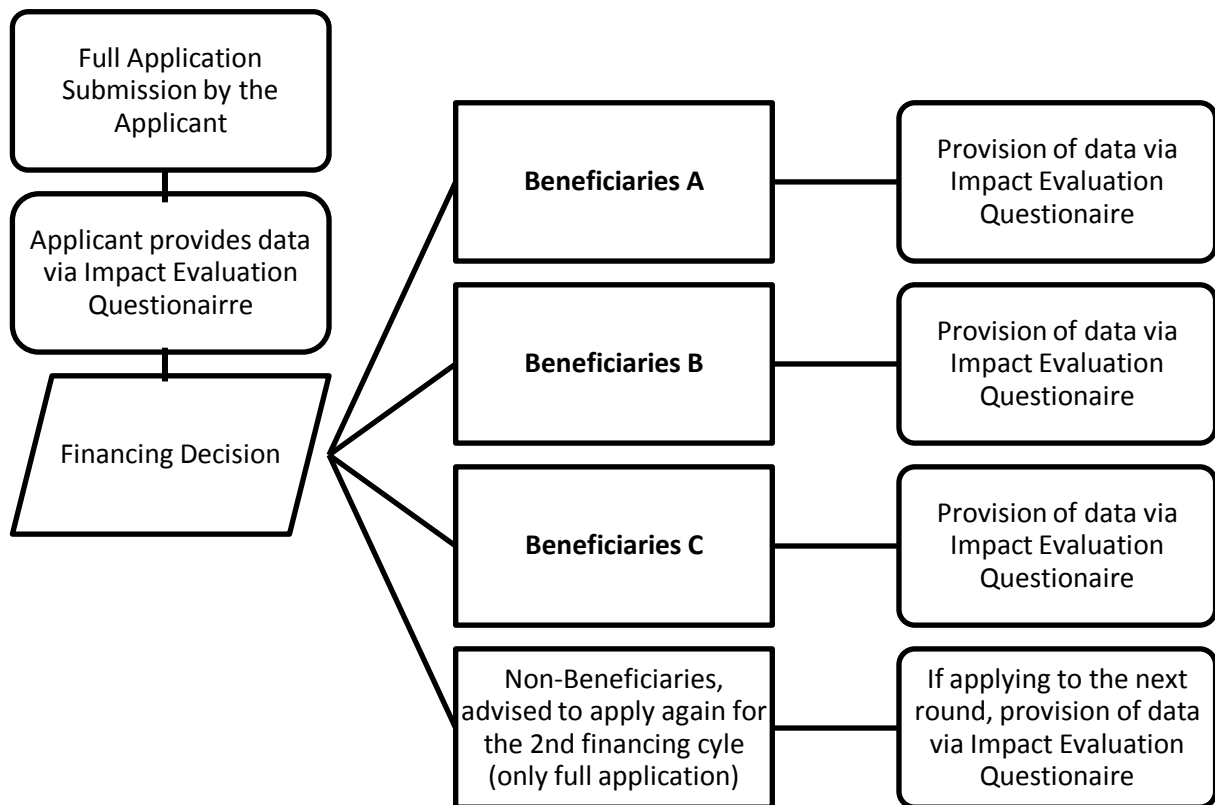 Full Application
Submission by the
Applicant
Applicant provides data
via Impact Evaluation
Questionairre
Financing Decision
Beneficiaries A
Provision of data via
Impact Evaluation
Questionaire
Beneficiaries B
Provision of data via
Impact Evaluation
Questionaire
Beneficiaries C
Provision of data via
Impact Evaluation
Questionaire
Non-Beneficiaries,
advised to apply again for
the 2nd financing cyle
(only full application)
If applying to the next
round, provision of data
via Impact Evaluation
Questionaire